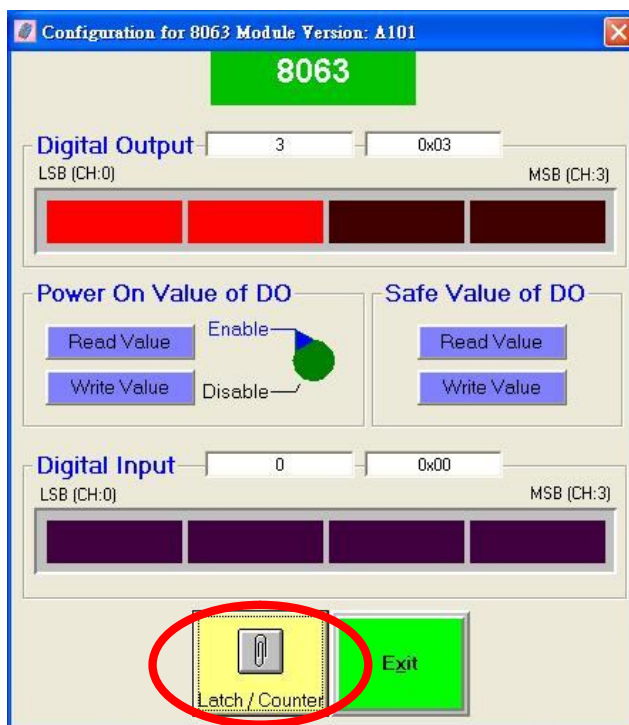 Configuration for 8063 Module Version: A101
8063
Digital Output 3 0x03
LSB (CH:0) MSB (CH:3)
Power On Value of DO
Read Value
Write Value
Enable
Disable
Safe Value of DO
Read Value
Write Value
Digital Input 0 0x00
LSB (CH:0) MSB (CH:3)
Latch / Counter
Exit